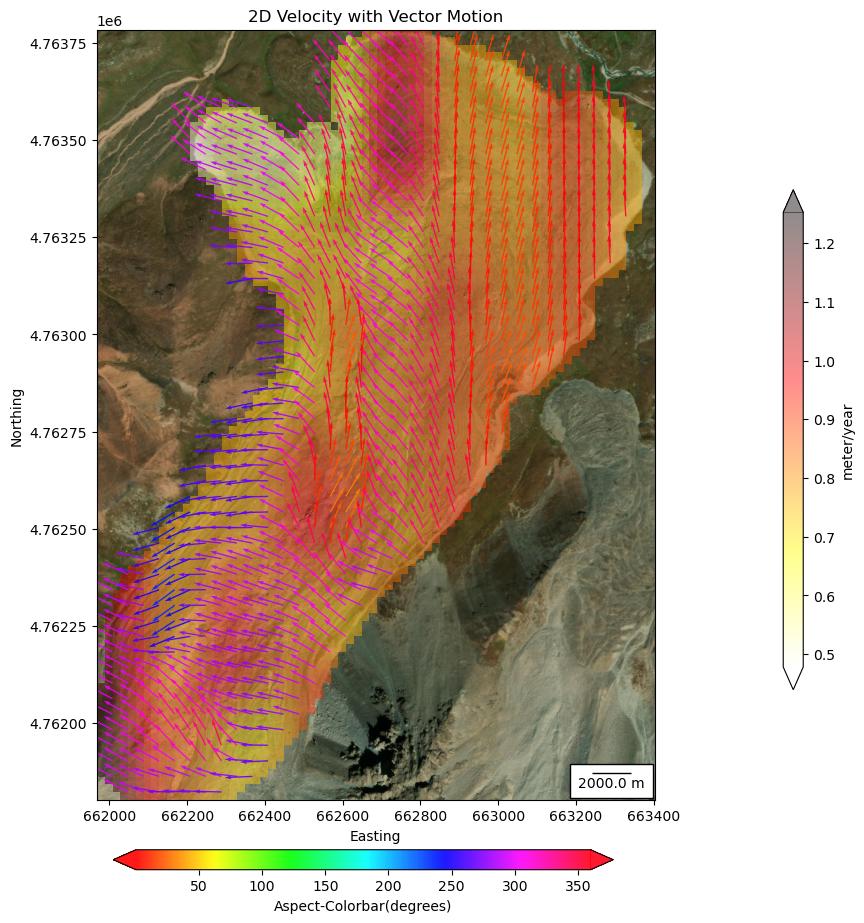 2D Velocity with Vector Motion
1e6
4.76375
4.76350
4.76325
4.76300
4.76275
4.76250
4.76225
4.76200
Northing
662000 662200 662400 662600 662800 663000 663200 663400
Easting
2000.0 m
1.2
1.1
1.0
0.9
0.8
0.7
0.6
0.5
meter/year
50 100 150 200 250 300 350
Aspect-Colorbar(degrees)